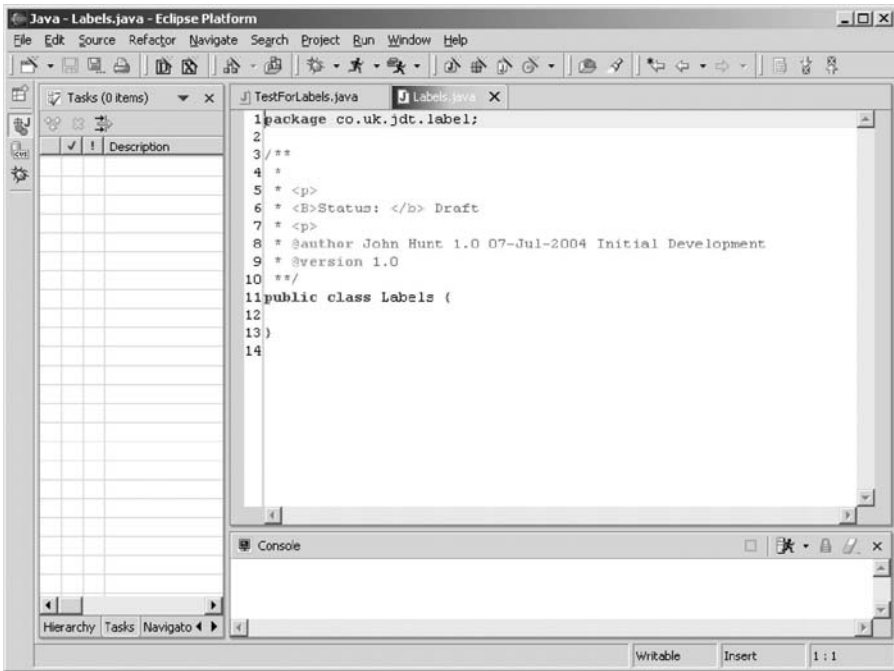 Java - Labels.java - Eclipse Platform
File Edit Source Refactor Navigate Search Project Run Window Help
Tasks (0 items)
! Description
TestForLabels.java Labels.java
1 package co.uk.jdt.label;
2
3 /**
4 *
5 * <p>
6 * <B>Status: </b> Draft
7 * <p>
8 * @author John Hunt 1.0 07-Jul-2004 Initial Development
9 * @version 1.0
10 **/
11 public class Labels {
12
13 }
14
Console
Hierarchy Tasks Navigato
Writable Insert 1 : 1